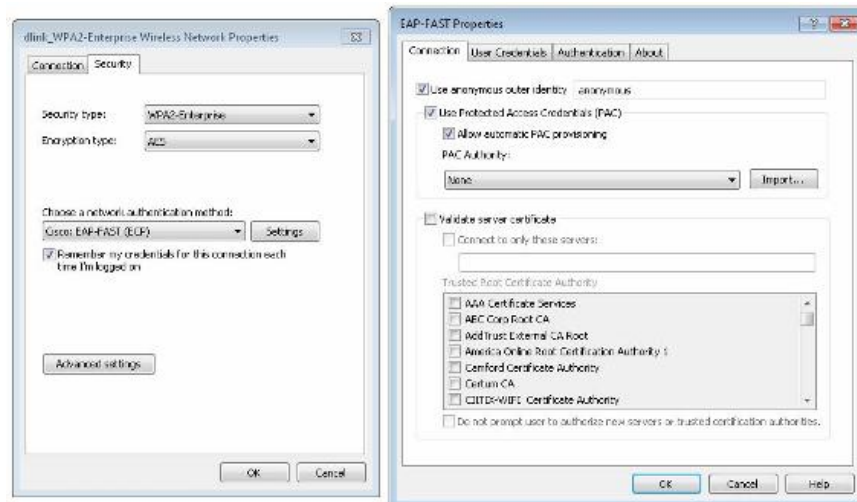 dlink_WPA2-Enterprise Wireless Network Properties
Connection Security
Security type: WPA2-Enterprise
Encryption type: AES
Choose a network authentication method:
Cisco: EAP-FAST (ECP) Settings
Remember my credentials for this connection each
time I'm logged on
Advanced settings
OK Cancel
EAP-FAST Properties
Connection User Credentials Authentication About
Use anonymous outer identity anonymous
Use Protected Access Credentials (PAC)
Allow automatic PAC provisioning
PAC Authority:
None Import...
Validate server certificate
Connect to only these servers:
Trusted Root Certificate Authority
AAA Certificate Services
ABC Corp Root CA
AddTrust External CA Root
America Online Root Certification Authority 1
Camford Certificate Authority
Certum CA
Certificate Authority
Do not prompt user to authorize new servers or trusted certification authorities.
OK Cancel Help